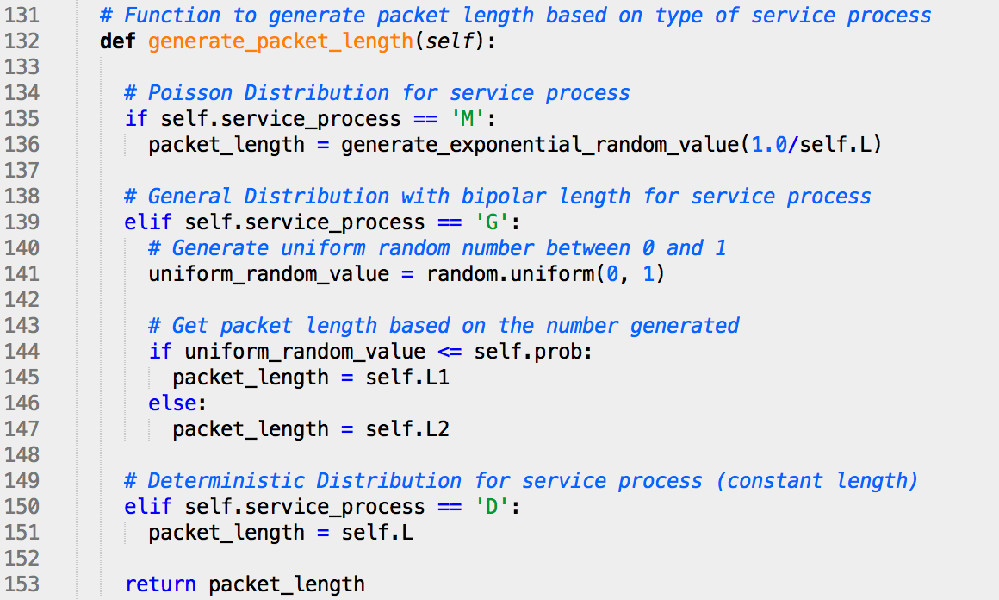 131     # Function to generate packet length based on type of service process
132     def generate_packet_length(self):
133
134       # Poisson Distribution for service process
135       if self.service_process == 'M':
136         packet_length = generate_exponential_random_value(1.0/self.L)
137
138       # General Distribution with bipolar length for service process
139       elif self.service_process == 'G':
140         # Generate uniform random number between 0 and 1
141         uniform_random_value = random.uniform(0, 1)
142
143         # Get packet length based on the number generated
144         if uniform_random_value <= self.prob:
145           packet_length = self.L1
146         else:
147           packet_length = self.L2
148
149       # Deterministic Distribution for service process (constant length)
150       elif self.service_process == 'D':
151         packet_length = self.L
152
153       return packet_length